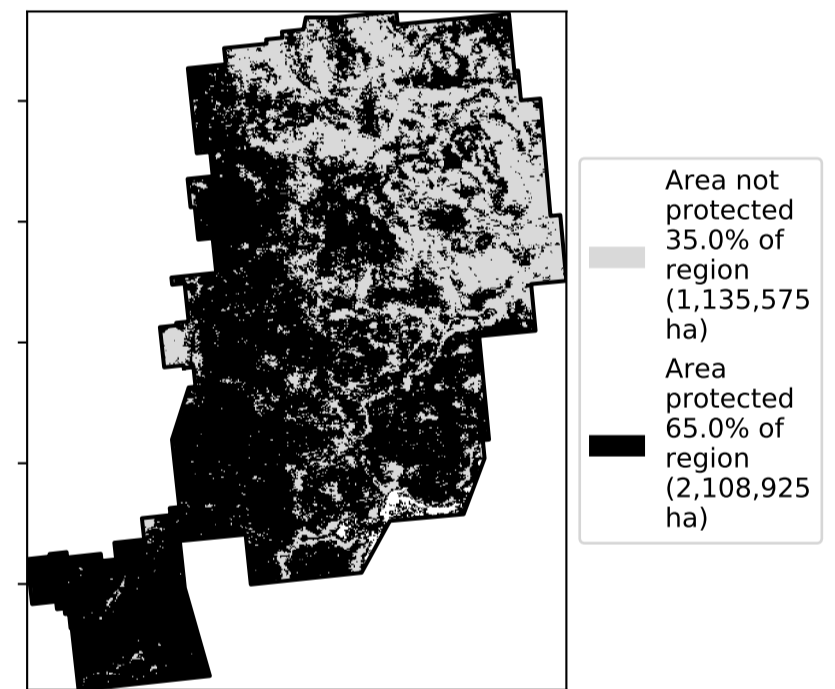 Area not
protected
35.0% of
region
(1,135,575
ha)
Area
protected
65.0% of
region
(2,108,925
ha)